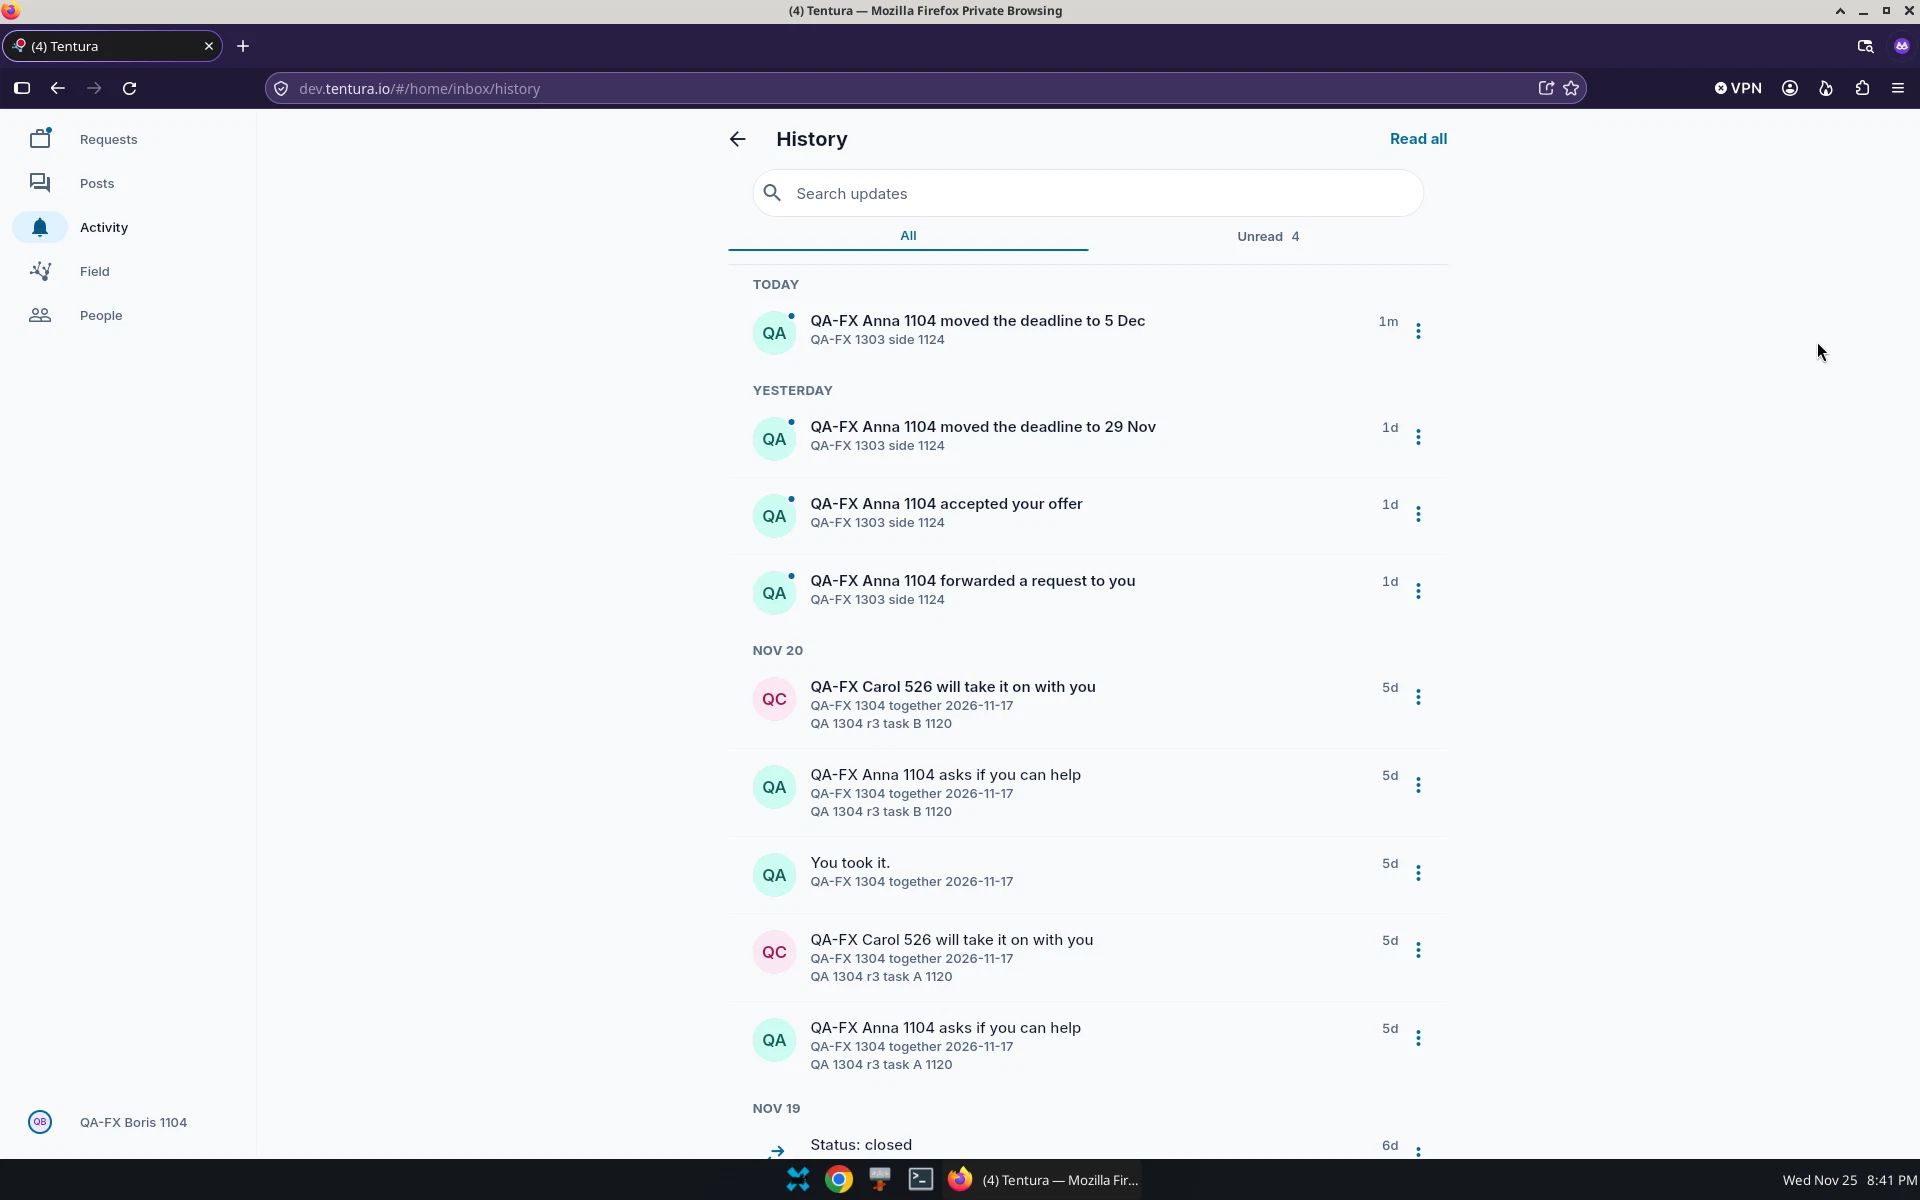 (4) Tentura — Mozilla Firefox Private Browsing
(4) Tentura
dev.tentura.io/#/home/inbox/history
VPN
Requests
Posts
Activity
Field
People
QB
QA-FX Boris 1104
History
Read all
Search updates
All
Unread 4
TODAY
QA
QA-FX Anna 1104 moved the deadline to 5 Dec
1m
QA-FX 1303 side 1124
YESTERDAY
QA
QA-FX Anna 1104 moved the deadline to 29 Nov
1d
QA-FX 1303 side 1124
QA
QA-FX Anna 1104 accepted your offer
1d
QA-FX 1303 side 1124
QA
QA-FX Anna 1104 forwarded a request to you
1d
QA-FX 1303 side 1124
NOV 20
QC
QA-FX Carol 526 will take it on with you
5d
QA-FX 1304 together 2026-11-17
QA 1304 r3 task B 1120
QA
QA-FX Anna 1104 asks if you can help
5d
QA-FX 1304 together 2026-11-17
QA 1304 r3 task B 1120
QA
You took it.
5d
QA-FX 1304 together 2026-11-17
QC
QA-FX Carol 526 will take it on with you
5d
QA-FX 1304 together 2026-11-17
QA 1304 r3 task A 1120
QA
QA-FX Anna 1104 asks if you can help
5d
QA-FX 1304 together 2026-11-17
QA 1304 r3 task A 1120
NOV 19
Status: closed
6d
(4) Tentura — Mozilla Fir...
Wed Nov 25 8:41 PM